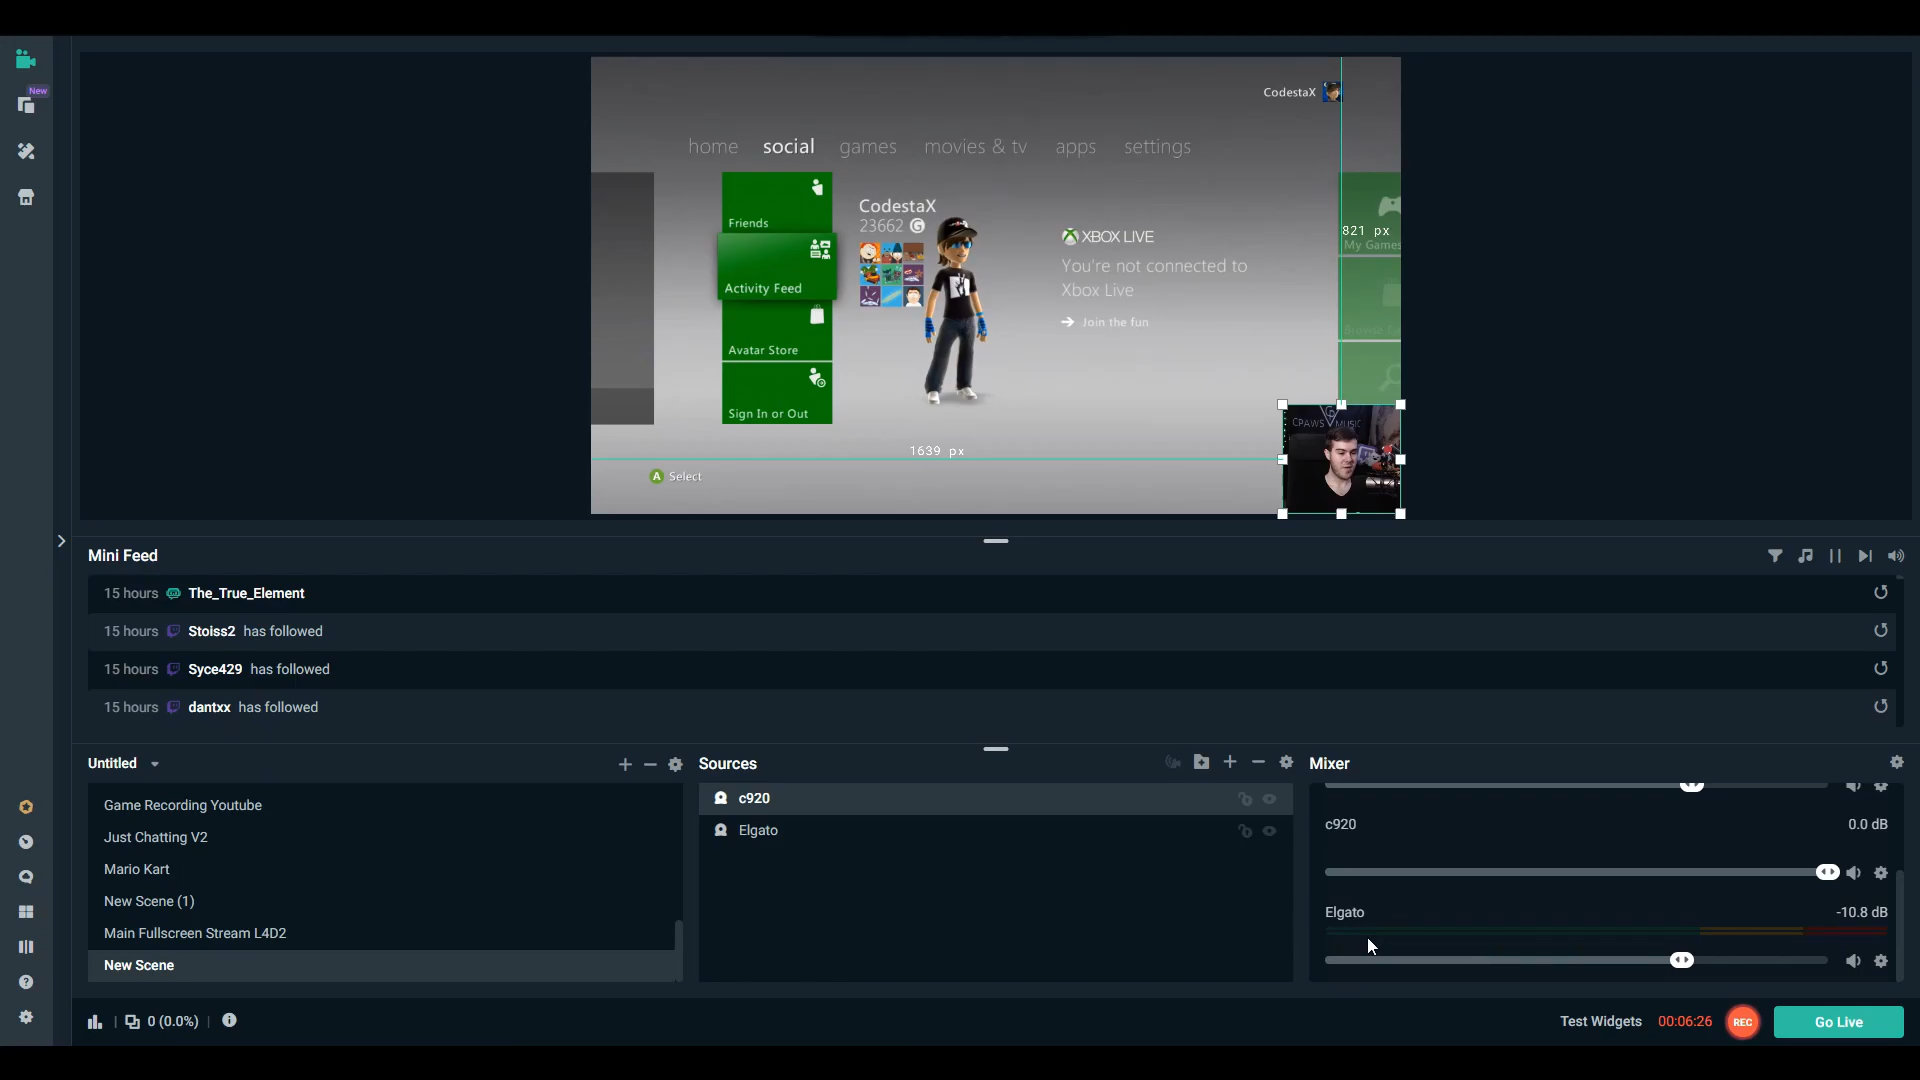 New
CodestaX
home social games movies & tv apps settings
Friends
Activity Feed
Avatar Store
Sign In or Out
CodestaX
23662 G
XBOX LIVE
You're not connected to
Xbox Live
Join the fun
821 px
My Games
CPAWS MUSIC
1639 px
A Select
Mini Feed
15 hours The_True_Element
15 hours Stoiss2 has followed
15 hours Syce429 has followed
15 hours dantxx has followed
Untitled
Game Recording Youtube
Just Chatting V2
Mario Kart
New Scene (1)
Main Fullscreen Stream L4D2
New Scene
Sources
c920
Elgato
Mixer
c920 0.0 dB
Elgato -10.8 dB
0 (0.0%)
Test Widgets 00:06:26 REC Go Live